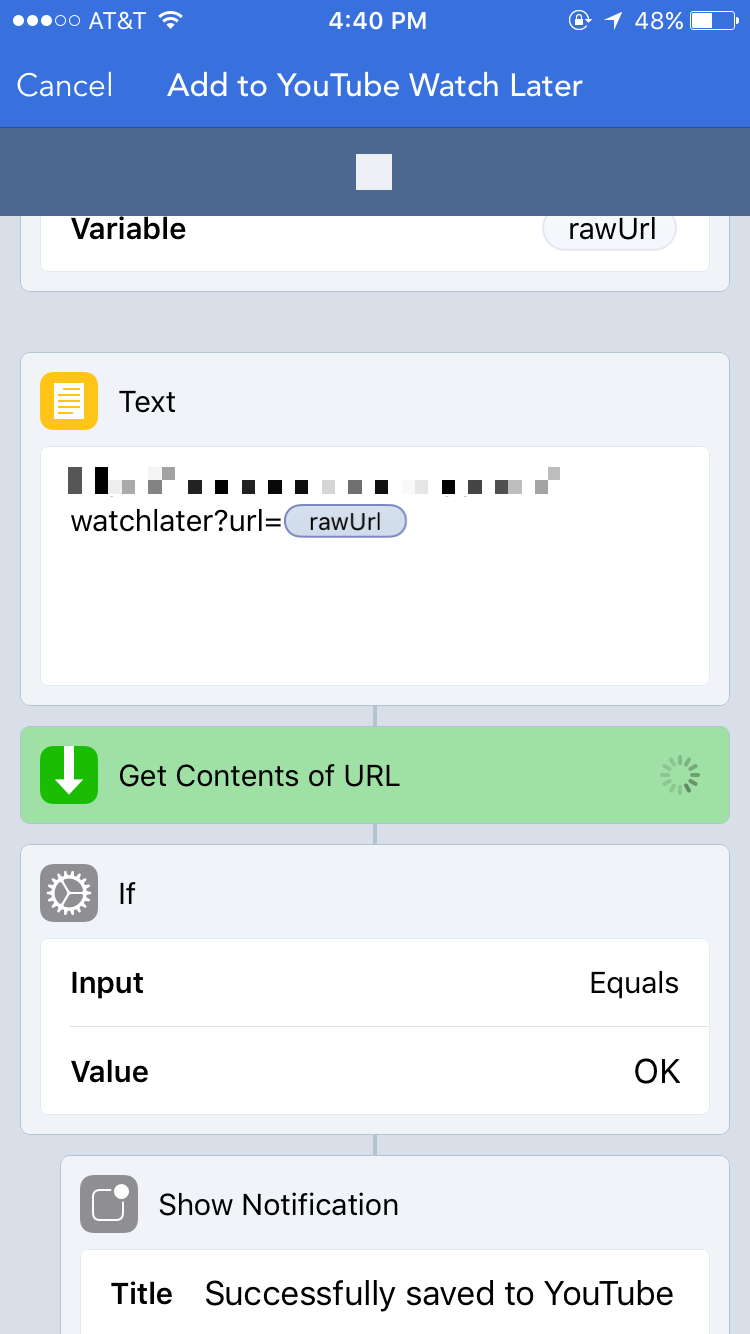 AT&T 4:40 PM 48%
Cancel Add to YouTube Watch Later
Variable rawUrl
Text
watchlater?url=rawUrl
Get Contents of URL
If
Input Equals
Value OK
Show Notification
Title Successfully saved to YouTube